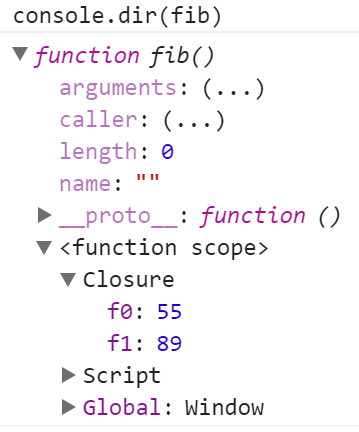 console.dir(fib)
function fib()
arguments: (...)
caller: (...)
length: 0
name: ""
__proto__: function ()
<function scope>
Closure
f0: 55
f1: 89
Script
Global: Window